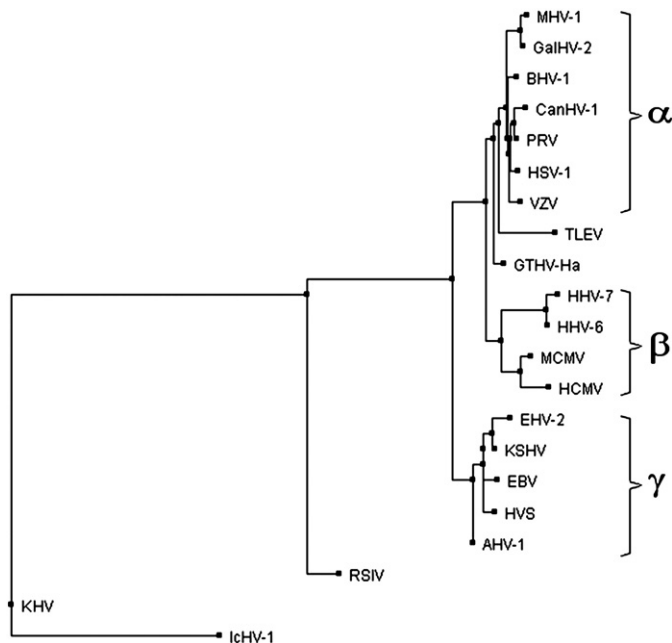 MHV-1
GalHV-2
BHV-1
CanHV-1
α
PRV
HSV-1
VZV
TLEV
GTHV-Ha
HHV-7
HHV-6
β
MCMV
HCMV
EHV-2
KSHV
EBV
γ
HVS
AHV-1
RSIV
KHV
IcHV-1